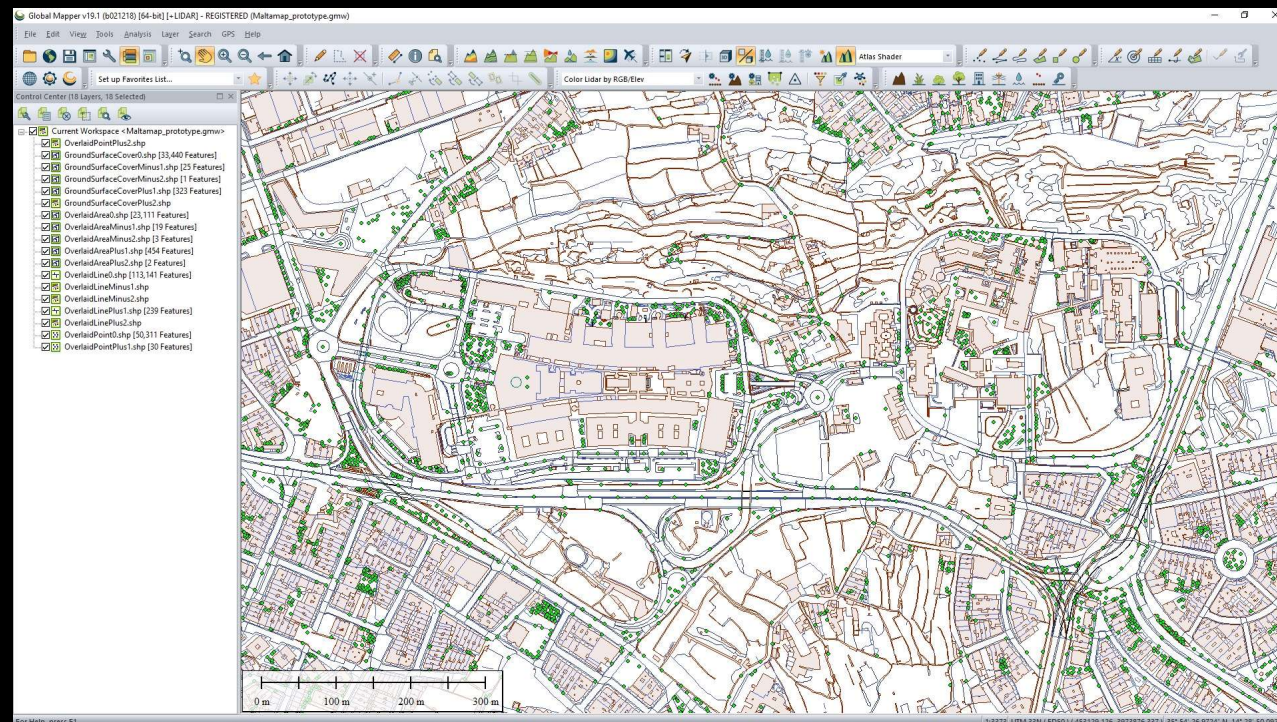 Global Mapper v19.1 (b021218) [64-bit] [+LIDAR] - REGISTERED (Maltamap_prototype.gmw)
File Edit View Tools Analysis Layer Search GPS Help
Atlas Shader
Set up Favorites List...
Color Lidar by RGB/Elev
Control Center (18 Layers, 18 Selected)
Current Workspace <Maltamap_prototype.gmw>
OverlaidPointPlus2.shp
GroundSurfaceCover0.shp [33,440 Features]
GroundSurfaceCoverMinus1.shp [25 Features]
GroundSurfaceCoverMinus2.shp [1 Features]
GroundSurfaceCoverPlus1.shp [323 Features]
GroundSurfaceCoverPlus2.shp
OverlaidArea0.shp [23,111 Features]
OverlaidAreaMinus1.shp [19 Features]
OverlaidAreaMinus2.shp [3 Features]
OverlaidAreaPlus1.shp [454 Features]
OverlaidAreaPlus2.shp [2 Features]
OverlaidLine0.shp [113,141 Features]
OverlaidLineMinus1.shp
OverlaidLineMinus2.shp
OverlaidLinePlus1.shp [239 Features]
OverlaidLinePlus2.shp
OverlaidPoint0.shp [50,311 Features]
OverlaidPointPlus1.shp [30 Features]
0 m 100 m 200 m 300 m
For Help, press F1